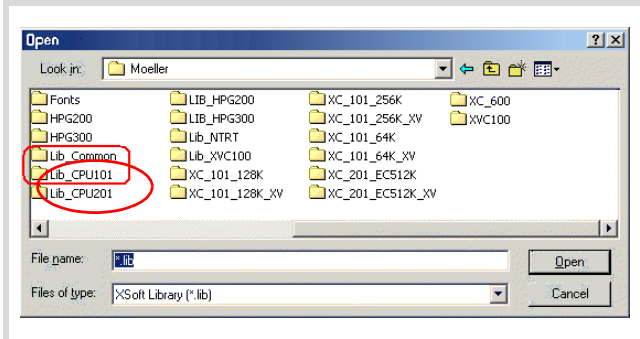 Open
Look in: Moeller
Fonts LIB_HPG200 XC_101_256K XC_600
HPG200 LIB_HPG300 XC_101_256K_XV XVC100
HPG300 Lib_NTRT XC_101_64K
Lib_Common Lib_XVC100 XC_101_64K_XV
Lib_CPU101 XC_101_128K XC_201_EC512K
Lib_CPU201 XC_101_128K_XV XC_201_EC512K_XV
File name: *.lib Open
Files of type: XSoft Library (*.lib) Cancel